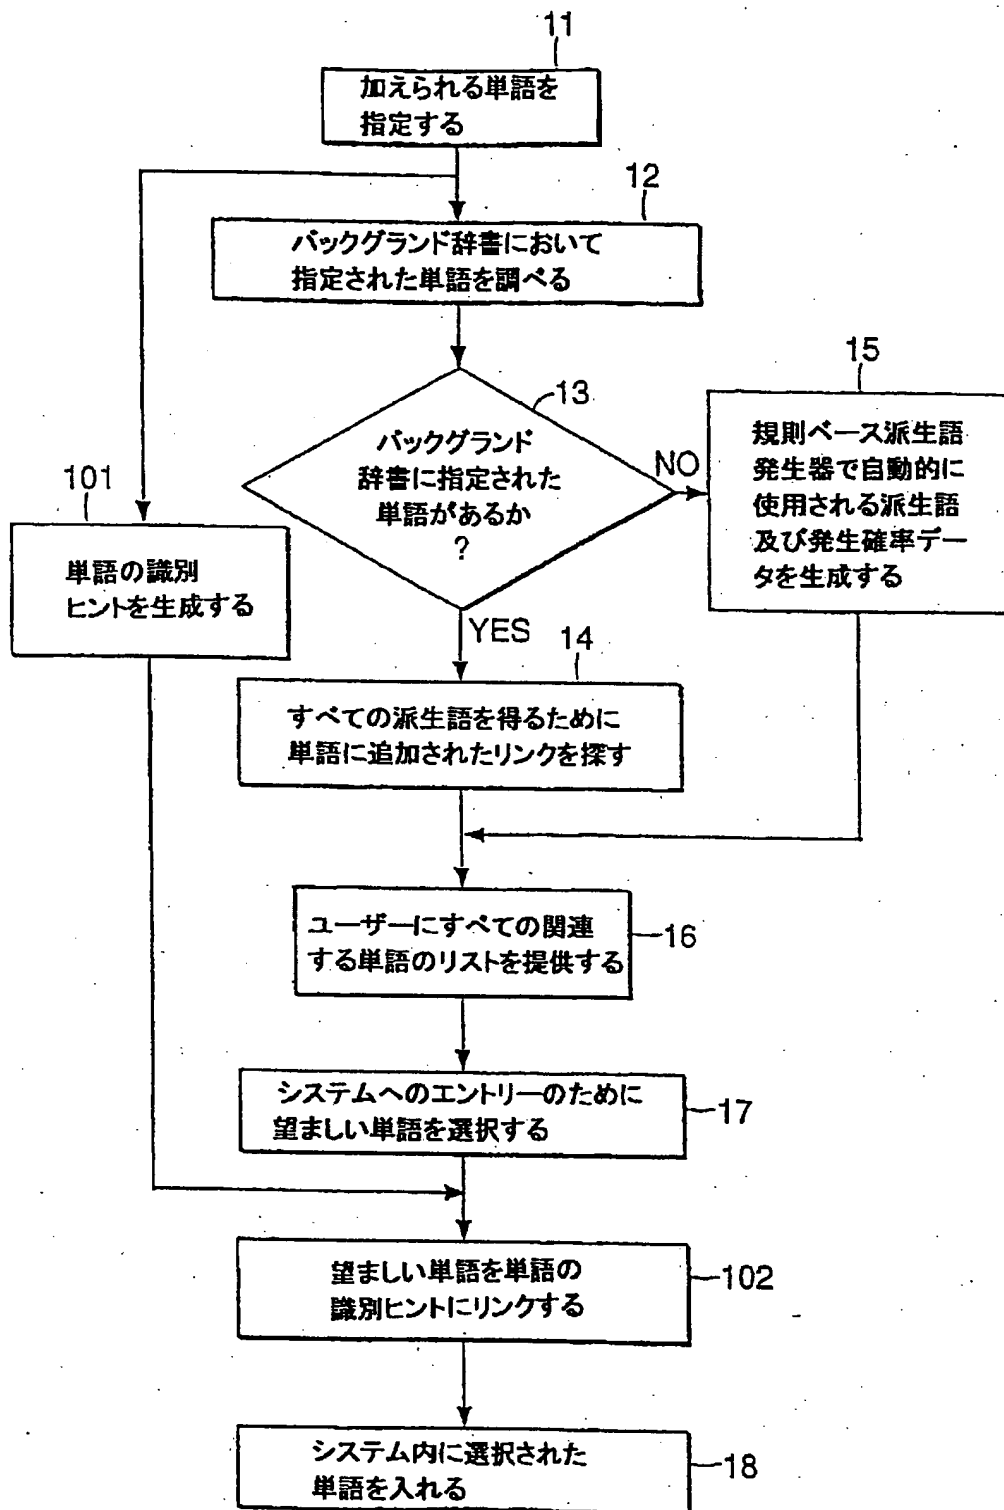 11
加えられる単語を
指定する
12
バックグランド辞書において
指定された単語を調べる
13
バックグランド
辞書に指定された
単語があるか
?
NO
YES
15
規則ベース派生語
発生器で自動的に
使用される派生語
及び発生確率デー
タを生成する
101
単語の識別
ヒントを生成する
14
すべての派生語を得るために
単語に追加されたリンクを探す
ユーザーにすべての関連
する単語のリストを提供する
16
システムへのエントリーのために
望ましい単語を選択する
17
望ましい単語を単語の
識別ヒントにリンクする
102
システム内に選択された
単語を入れる
18